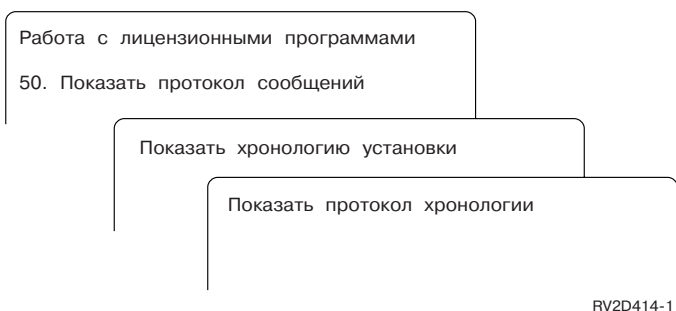 Работа с лицензионными программами
50. Показать протокол сообщений
Показать хронологию установки
Показать протокол хронологии
RV2D414-1